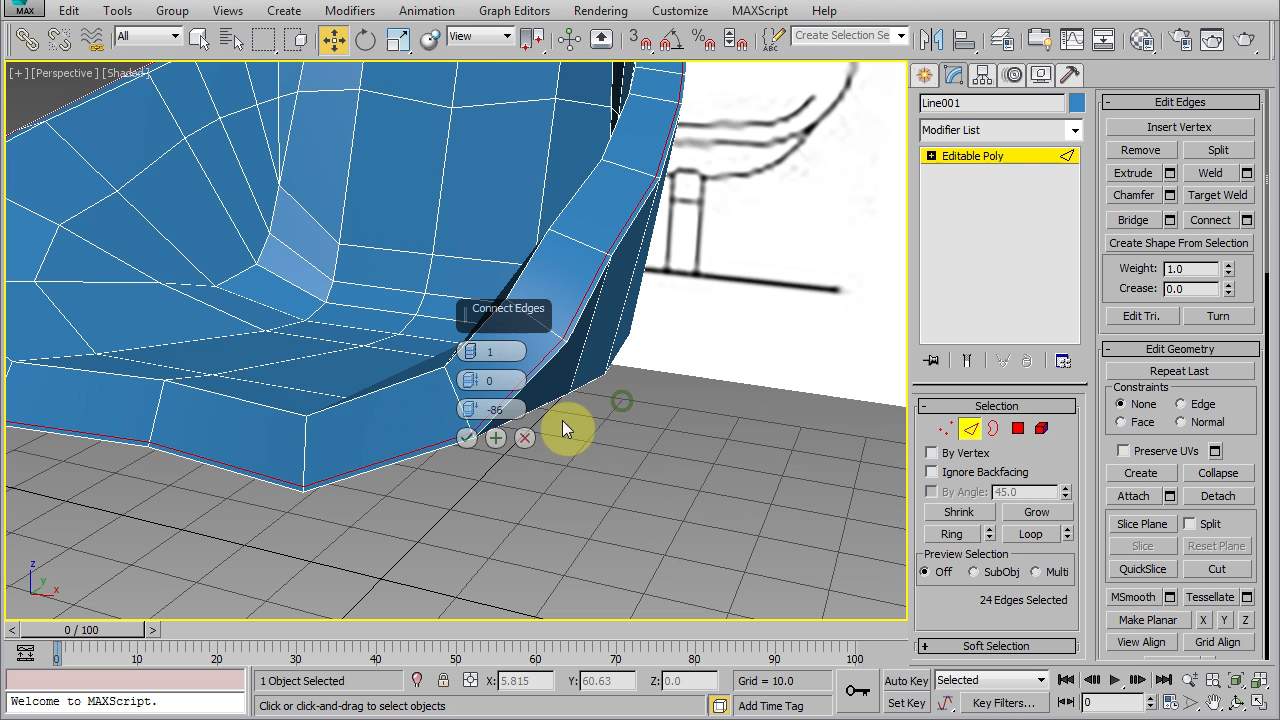 MAX
Edit Tools Group Views Create Modifiers Animation Graph Editors Rendering Customize MAXScript Help
All
View
3
ABC
Create Selection Se
[+] [Perspective] [Shaded]
Connect Edges
1
0
-86
z
y
x
Line001
Modifier List
Editable Poly
Selection
By Vertex
Ignore Backfacing
By Angle: 45.0
Shrink Grow
Ring Loop
Preview Selection
Off SubObj Multi
24 Edges Selected
Soft Selection
Edit Edges
Insert Vertex
Remove Split
Extrude Weld
Chamfer Target Weld
Bridge Connect
Create Shape From Selection
Weight: 1.0
Crease: 0.0
Edit Tri. Turn
Edit Geometry
Repeat Last
Constraints
None Edge
Face Normal
Preserve UVs
Create Collapse
Attach Detach
Slice Plane Split
Slice Reset Plane
QuickSlice Cut
MSmooth Tessellate
Make Planar X Y Z
View Align Grid Align
< 0 / 100 >
0 10 20 30 40 50 60 70 80 90 100
Welcome to MAXScript.
1 Object Selected X: 5.815 Y: 60.63 Z: 0.0 Grid = 10.0
Click or click-and-drag to select objects Add Time Tag
Auto Key Selected
Set Key Key Filters... 0